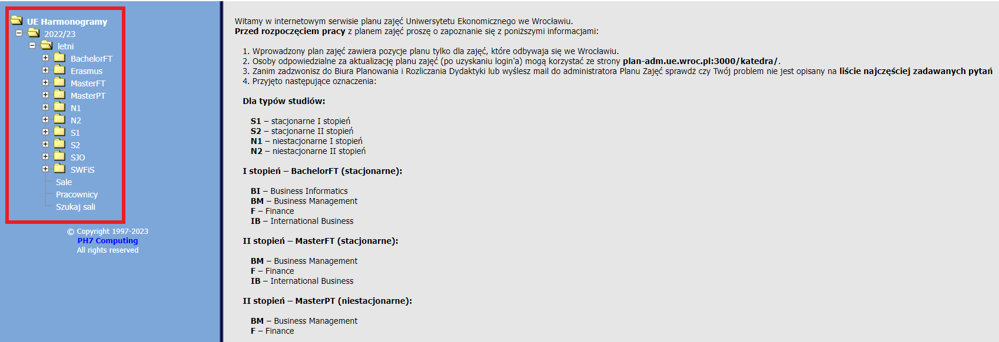 UE Harmonogramy
2022/23
letni
BachelorFT
Erasmus
MasterFT
MasterPT
N1
N2
S1
S2
SJO
SWFiS
Sale
Pracownicy
Szukaj sali
© Copyright 1997-2023
PH7 Computing
All rights reserved
Witamy w internetowym serwisie planu zajęć Uniwersytetu Ekonomicznego we Wrocławiu.
Przed rozpoczęciem pracy z planem zajęć proszę o zapoznanie się z poniższymi informacjami:
1. Wprowadzony plan zajęć zawiera pozycje planu tylko dla zajęć, które odbywaja się we Wrocławiu.
2. Osoby odpowiedzialne za aktualizację planu zajęć (po uzyskaniu login'a) mogą korzystać ze strony plan-adm.ue.wroc.pl:3000/katedra/.
3. Zanim zadzwonisz do Biura Planowania i Rozliczania Dydaktyki lub wyślesz mail do administratora Planu Zajęć sprawdź czy Twój problem nie jest opisany na liście najczęściej zadawanych pytań
4. Przyjęto następujące oznaczenia:
Dla typów studiów:
S1 – stacjonarne I stopień
S2 – stacjonarne II stopień
N1 – niestacjonarne I stopień
N2 – niestacjonarne II stopień
I stopień – BachelorFT (stacjonarne):
BI – Business Informatics
BM – Business Management
F – Finance
IB – International Business
II stopień – MasterFT (stacjonarne):
BM – Business Management
F – Finance
IB – International Business
II stopień – MasterPT (niestacjonarne):
BM – Business Management
F – Finance